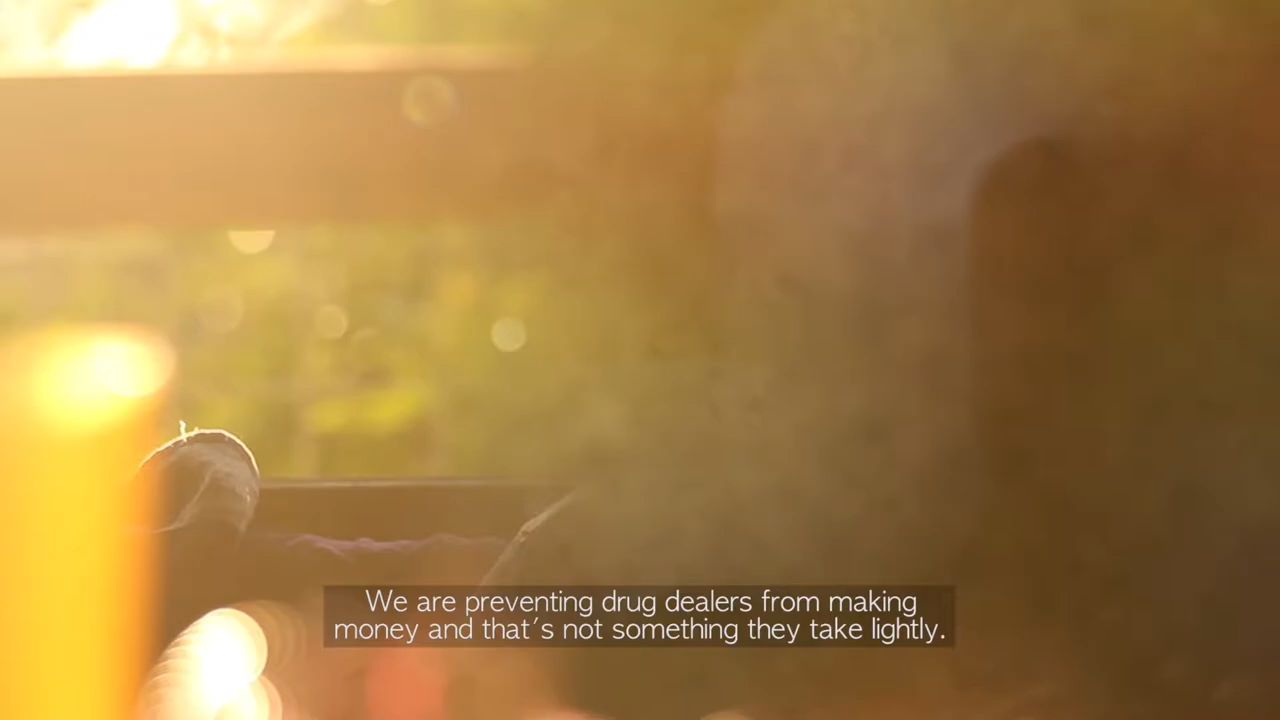 We are preventing drug dealers from making
money and that's not something they take lightly.